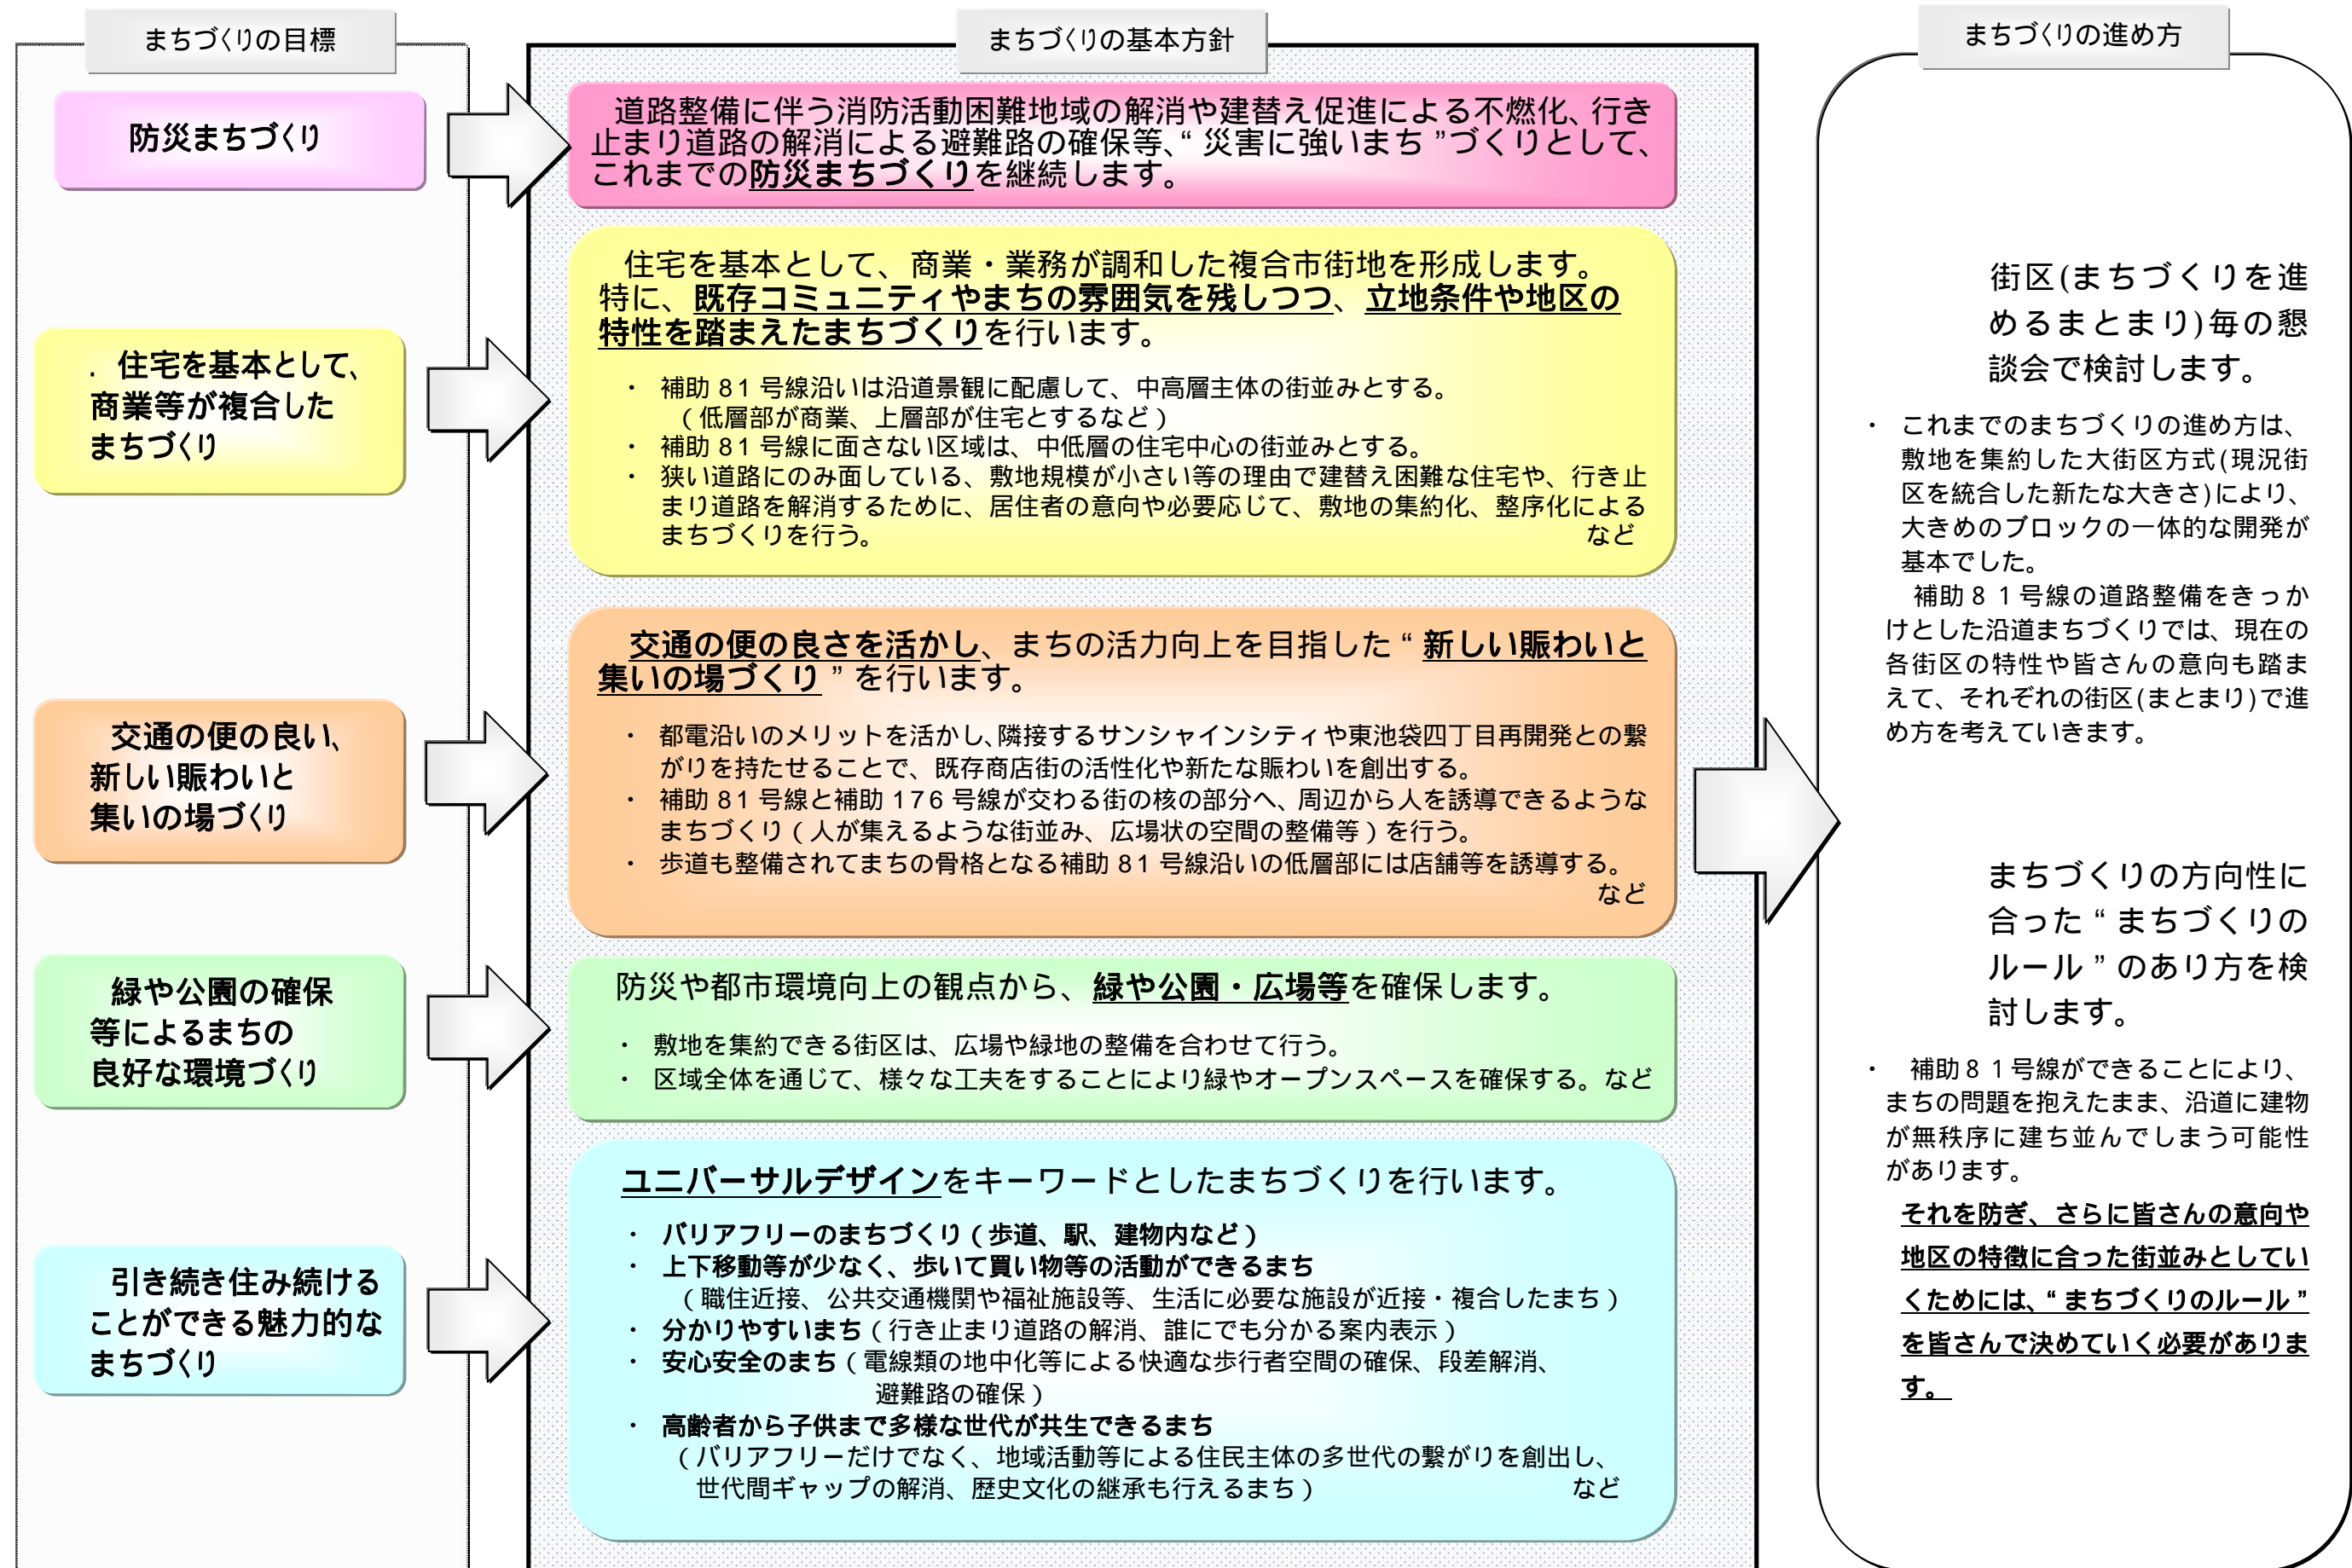 まちづくりの目標
防災まちづくり
. 住宅を基本として、
商業等が複合した
まちづくり
交通の便の良い、
新しい賑わいと
集いの場づくり
緑や公園の確保
等によるまちの
良好な環境づくり
引き続き住み続ける
ことができる魅力的な
まちづくり
まちづくりの基本方針
道路整備に伴う消防活動困難地域の解消や建替え促進による不燃化、行き
止まり道路の解消による避難路の確保等、“災害に強いまち”づくりとして、
これまでの防災まちづくりを継続します。
住宅を基本として、商業・業務が調和した複合市街地を形成します。
特に、既存コミュニティやまちの雰囲気を残しつつ、立地条件や地区の
特性を踏まえたまちづくりを行います。
・ 補助81号線沿いは沿道景観に配慮して、中高層主体の街並みとする。
（低層部が商業、上層部が住宅とするなど）
・ 補助81号線に面さない区域は、中低層の住宅中心の街並みとする。
・ 狭い道路にのみ面している、敷地規模が小さい等の理由で建替え困難な住宅や、行き止
まり道路を解消するために、居住者の意向や必要応じて、敷地の集約化、整序化による
まちづくりを行う。 など
交通の便の良さを活かし、まちの活力向上を目指した“新しい賑わいと
集いの場づくり”を行います。
・ 都電沿いのメリットを活かし、隣接するサンシャインシティや東池袋四丁目再開発との繋
がりを持たせることで、既存商店街の活性化や新たな賑わいを創出する。
・ 補助81号線と補助176号線が交わる街の核の部分へ、周辺から人を誘導できるような
まちづくり（人が集えるような街並み、広場状の空間の整備等）を行う。
・ 歩道も整備されてまちの骨格となる補助81号線沿いの低層部には店舗等を誘導する。
など
防災や都市環境向上の観点から、緑や公園・広場等を確保します。
・ 敷地を集約できる街区は、広場や緑地の整備を合わせて行う。
・ 区域全体を通じて、様々な工夫をすることにより緑やオープンスペースを確保する。など
ユニバーサルデザインをキーワードとしたまちづくりを行います。
・ バリアフリーのまちづくり（歩道、駅、建物内など）
・ 上下移動等が少なく、歩いて買い物等の活動ができるまち
（職住近接、公共交通機関や福祉施設等、生活に必要な施設が近接・複合したまち）
・ 分かりやすいまち（行き止まり道路の解消、誰にでも分かる案内表示）
・ 安心安全のまち（電線類の地中化等による快適な歩行者空間の確保、段差解消、
避難路の確保）
・ 高齢者から子供まで多様な世代が共生できるまち
（バリアフリーだけでなく、地域活動等による住民主体の多世代の繋がりを創出し、
世代間ギャップの解消、歴史文化の継承も行えるまち） など
まちづくりの進め方
街区(まちづくりを進
めるまとまり)毎の懇
談会で検討します。
・ これまでのまちづくりの進め方は、
敷地を集約した大街区方式(現況街
区を統合した新たな大きさ)により、
大きめのブロックの一体的な開発が
基本でした。
補助８１号線の道路整備をきっか
けとした沿道まちづくりでは、現在の
各街区の特性や皆さんの意向も踏ま
えて、それぞれの街区(まとまり)で進
め方を考えていきます。
まちづくりの方向性に
合った“まちづくりの
ルール”のあり方を検
討します。
・ 補助８１号線ができることにより、
まちの問題を抱えたまま、沿道に建物
が無秩序に建ち並んでしまう可能性
があります。
それを防ぎ、さらに皆さんの意向や
地区の特徴に合った街並みとしてい
くためには、“まちづくりのルール”
を皆さんで決めていく必要がありま
す。